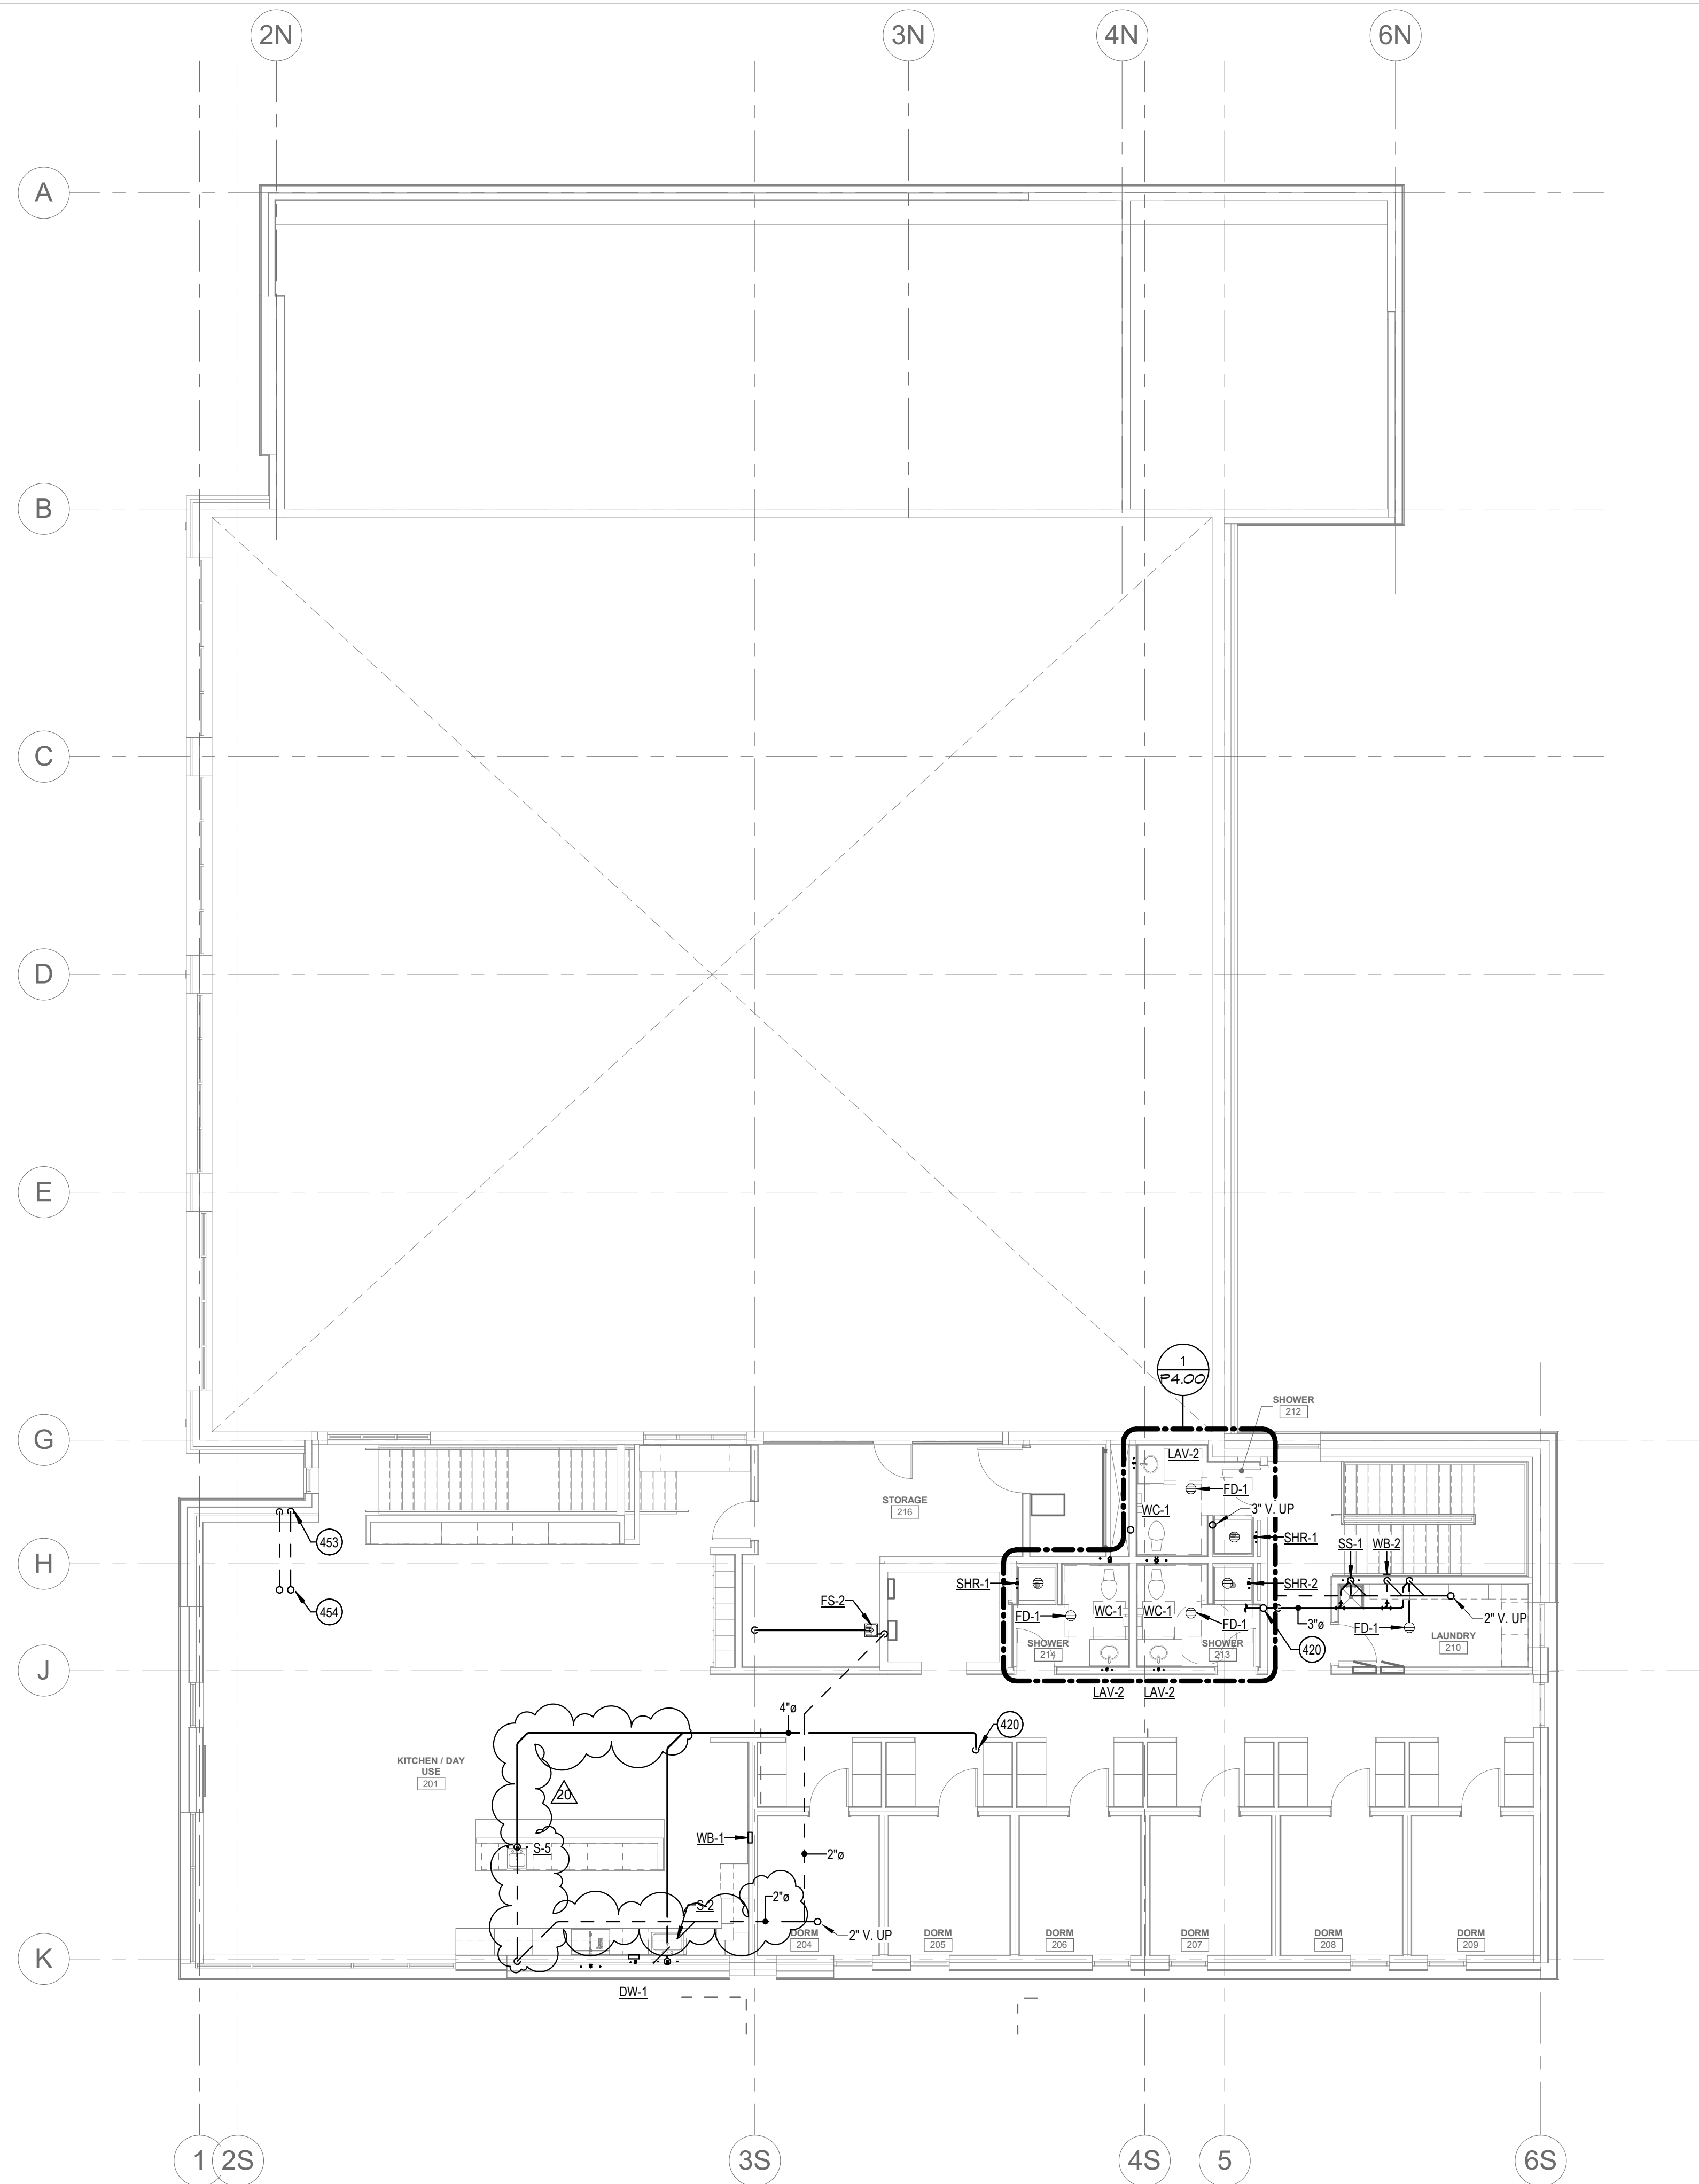 2N
3N
4N
6N
A
B
C
D
E
1
P4.00
SHOWER
212
G
LAV-2
FD-1
STORAGE
216
WC-1
3" V. UP
453
SHR-1
SS-1
WB-2
H
SHR-1
SHR-2
454
FS-2
FD-1
WC-1
WC-1
FD-1
3"ø
FD-1
2" V. UP
LAUNDRY
210
420
SHOWER
214
SHOWER
213
J
LAV-2
LAV-2
4"ø
420
KITCHEN / DAY
USE
201
20
WB-1
S-5
2"ø
2"ø
S-2
2" V. UP
DORM
204
DORM
205
DORM
206
DORM
207
DORM
208
DORM
209
K
DW-1
1
2S
3S
4S
5
6S